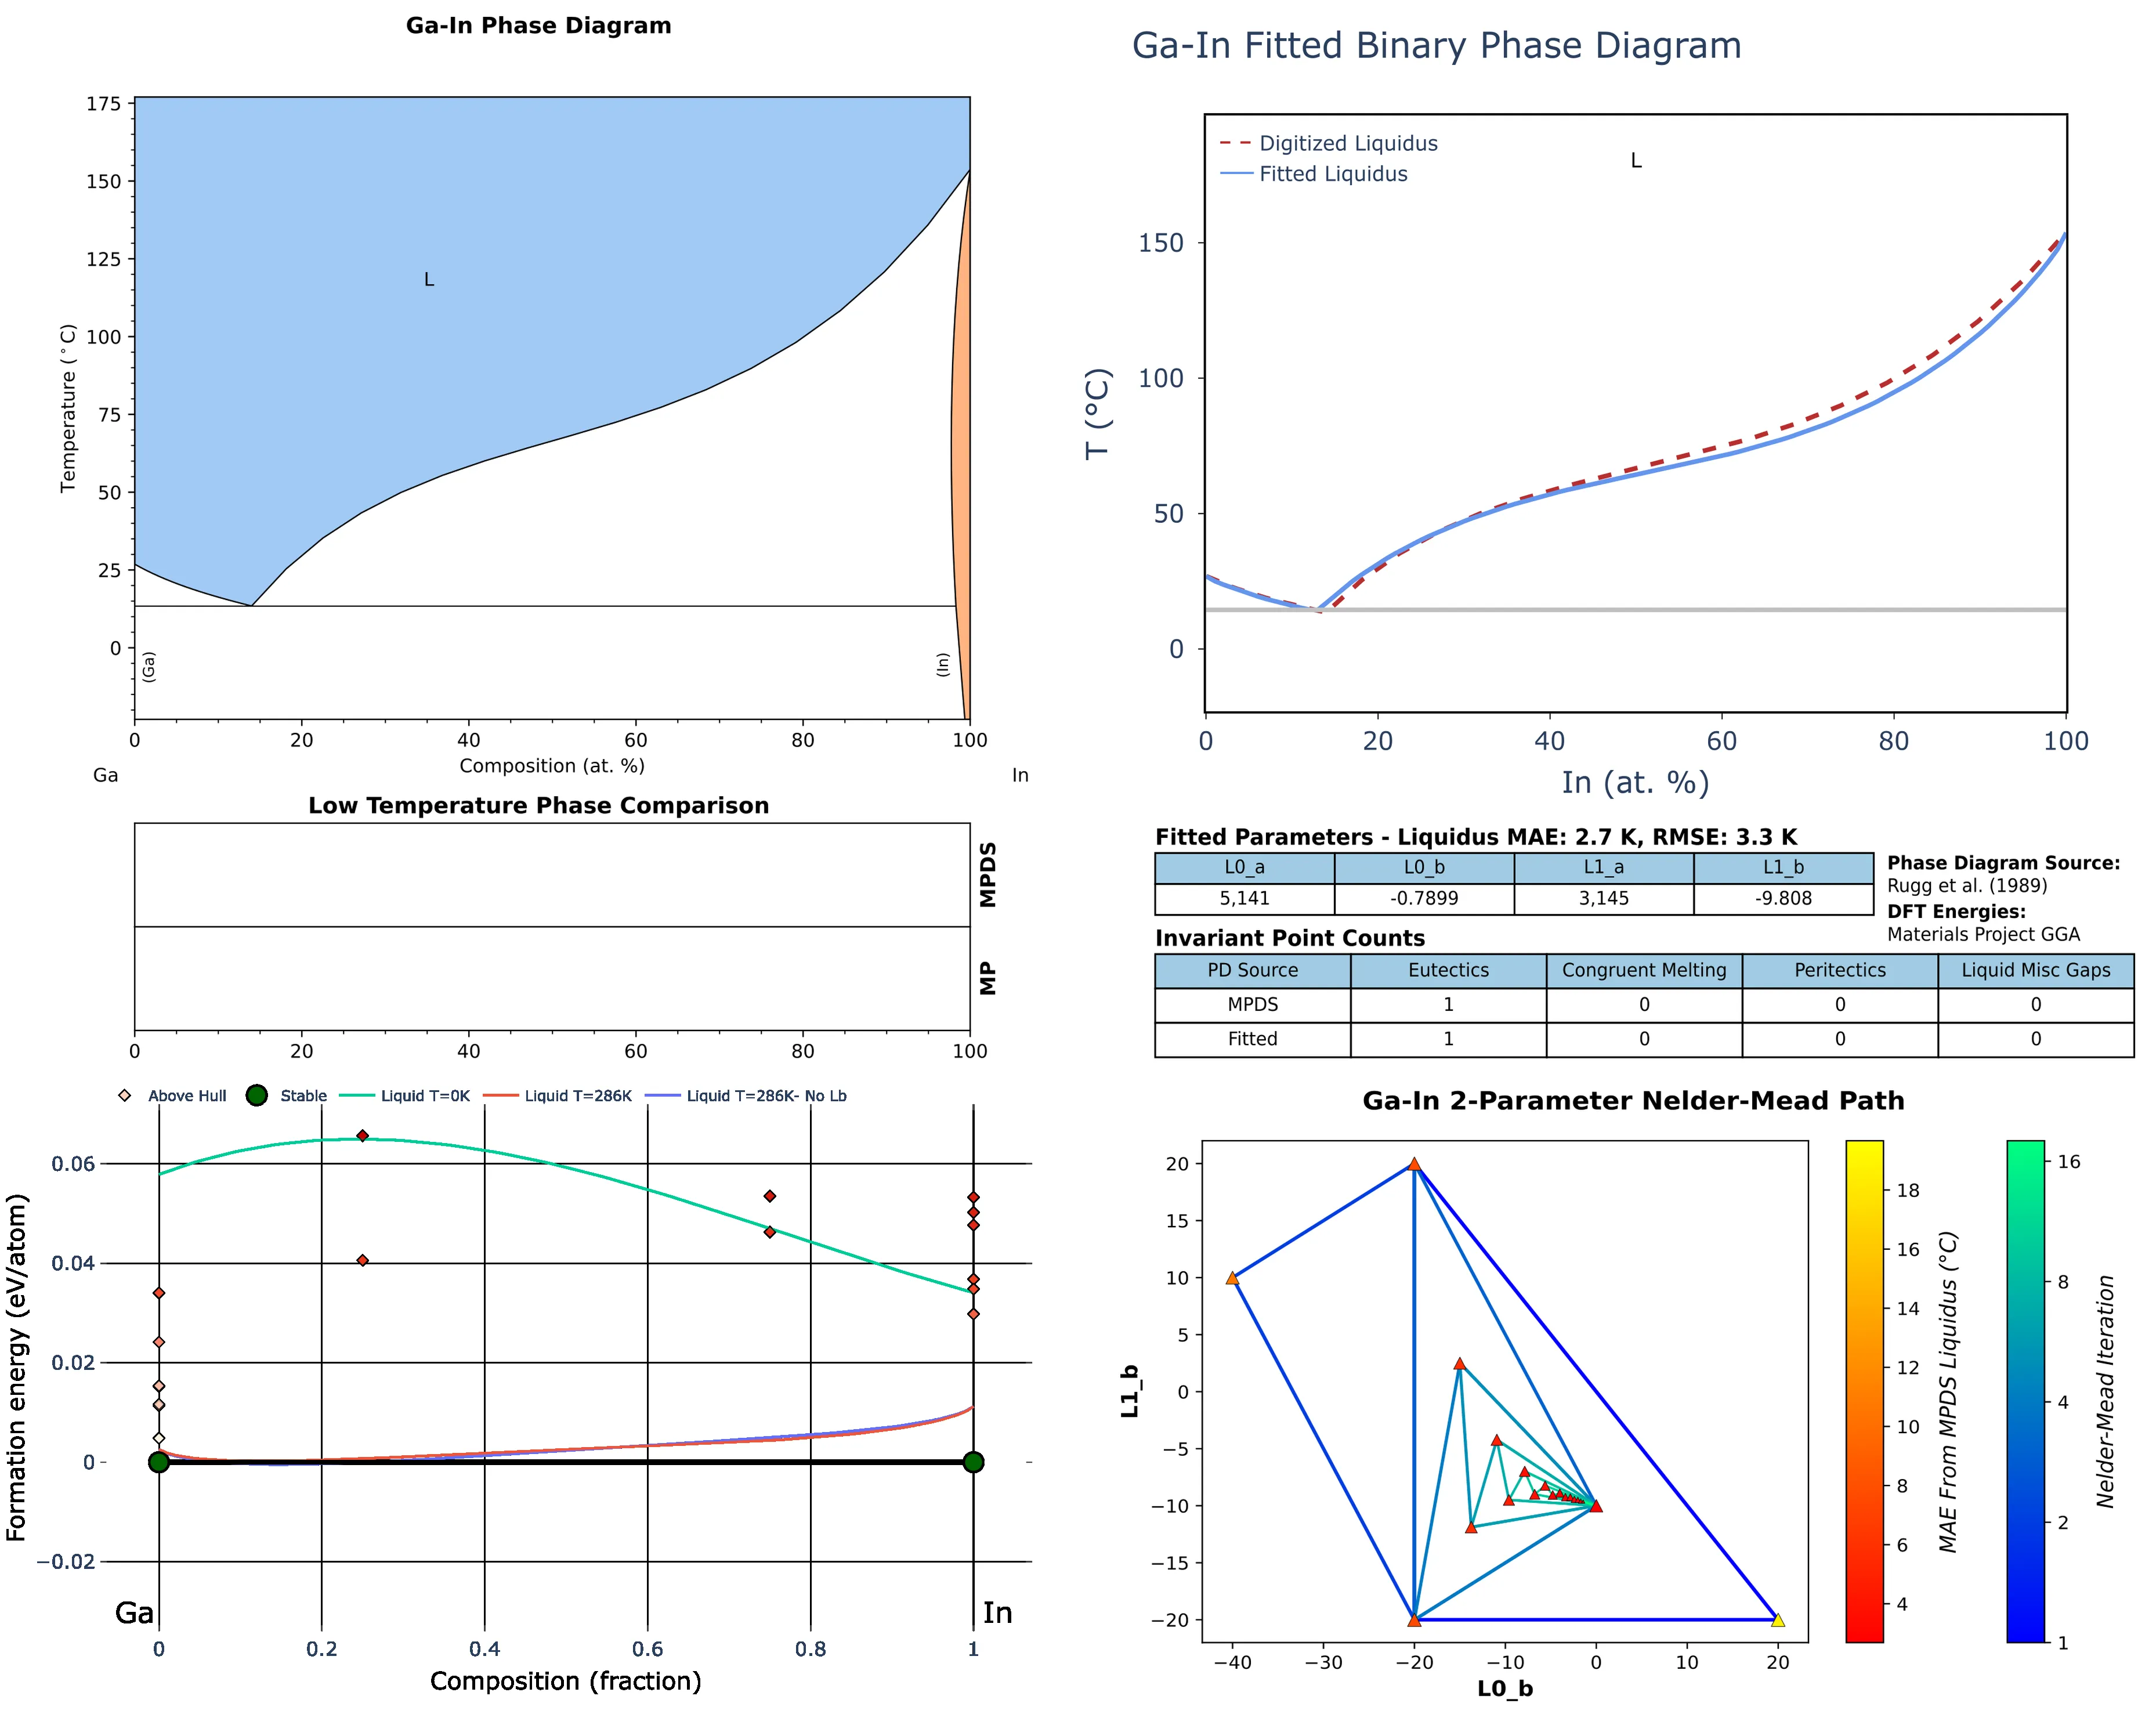 Ga-In Phase Diagram
175
150
125
100
75
50
25
0
Temperature (°C)
L
(Ga)
(In)
0 20 40 60 80 100
Composition (at. %)
Ga In
Low Temperature Phase Comparison
MPDS
MP
0 20 40 60 80 100
Ga-In Fitted Binary Phase Diagram
Digitized Liquidus
Fitted Liquidus
L
150
100
50
0
T (°C)
0 20 40 60 80 100
In (at. %)
Fitted Parameters - Liquidus MAE: 2.7 K, RMSE: 3.3 K
L0_a L0_b L1_a L1_b
5,141 -0.7899 3,145 -9.808
Phase Diagram Source:
Rugg et al. (1989)
DFT Energies:
Materials Project GGA
Invariant Point Counts
PD Source Eutectics Congruent Melting Peritectics Liquid Misc Gaps
MPDS 1 0 0 0
Fitted 1 0 0 0
Above Hull Stable Liquid T=0K Liquid T=286K Liquid T=286K- No Lb
0.06
0.04
0.02
0
−0.02
Formation energy (eV/atom)
Ga In
0 0.2 0.4 0.6 0.8 1
Composition (fraction)
Ga-In 2-Parameter Nelder-Mead Path
20
15
10
5
0
−5
−10
−15
−20
L1_b
−40 −30 −20 −10 0 10 20
L0_b
18
16
14
12
10
8
6
4
MAE From MPDS Liquidus (°C)
16
8
4
2
1
Nelder-Mead Iteration